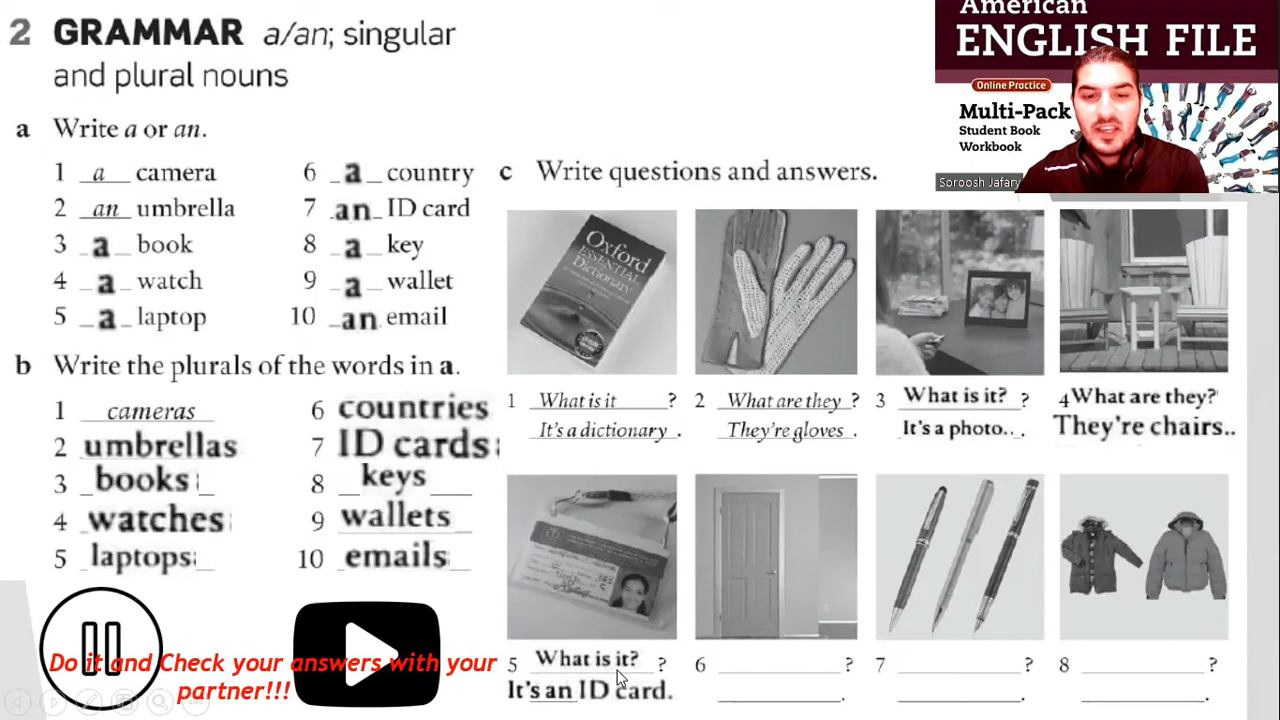 2 GRAMMAR a/an; singular
and plural nouns
a Write a or an.
1 a camera
2 an umbrella
3 a book
4 a watch
5 a laptop
6 a country
7 an ID card
8 a key
9 a wallet
10 an email
b Write the plurals of the words in a.
1 cameras
2 umbrellas
3 books
4 watches
5 laptops
6 countries
7 ID cards
8 keys
9 wallets
10 emails
Do it and Check your answers with your
partner!!!
American
ENGLISH FILE
Online Practice
Multi-Pack
Student Book
Workbook
Soroosh Jafary
c Write questions and answers.
Oxford
ESSENTIAL
Dictionary
1 What is it ?
It's a dictionary .
2 What are they ?
They're gloves .
3 What is it? ?
It's a photo.. .
4 What are they?'
They're chairs..
5 What is it? ?
It's an ID card.
6 ?
.
7 ?
.
8 ?
.